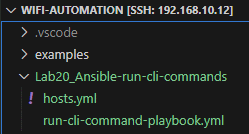 WIFI-AUTOMATION [SSH: 192.168.10.12]
.vscode
examples
Lab20_Ansible-run-cli-commands
! hosts.yml
run-cli-command-playbook.yml